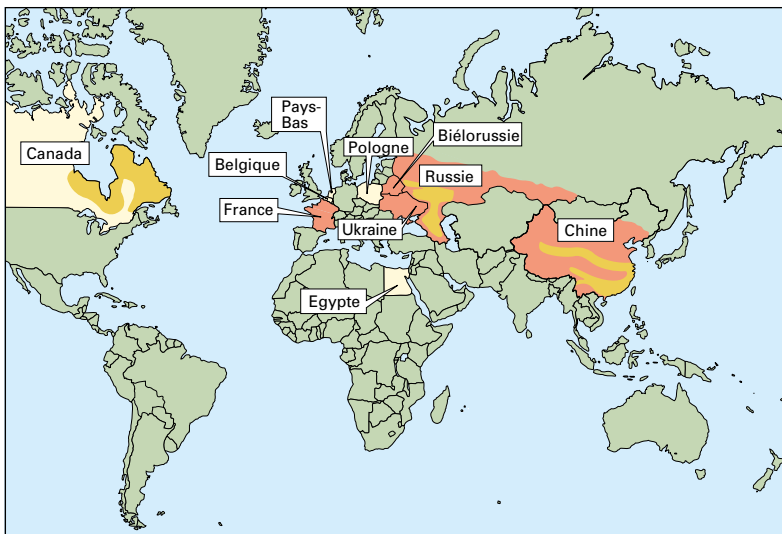 Pays-
Bas
Pologne
Biélorussie
Canada
Belgique
Russie
France
Ukraine
Chine
Egypte